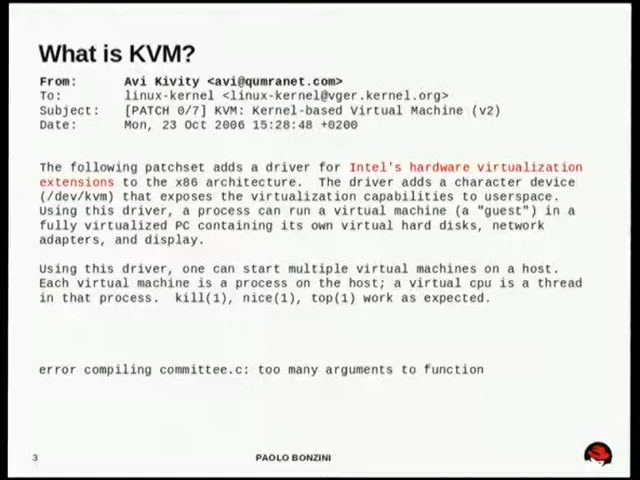 What is KVM?
From: Avi Kivity <avi@qumranet.com>
To: linux-kernel <linux-kernel@vger.kernel.org>
Subject: [PATCH 0/7] KVM: Kernel-based Virtual Machine (v2)
Date: Mon, 23 Oct 2006 15:28:48 +0200
The following patchset adds a driver for Intel's hardware virtualization
extensions to the x86 architecture. The driver adds a character device
(/dev/kvm) that exposes the virtualization capabilities to userspace.
Using this driver, a process can run a virtual machine (a "guest") in a
fully virtualized PC containing its own virtual hard disks, network
adapters, and display.
Using this driver, one can start multiple virtual machines on a host.
Each virtual machine is a process on the host; a virtual cpu is a thread
in that process. kill(1), nice(1), top(1) work as expected.
error compiling committee.c: too many arguments to function
3 PAOLO BONZINI